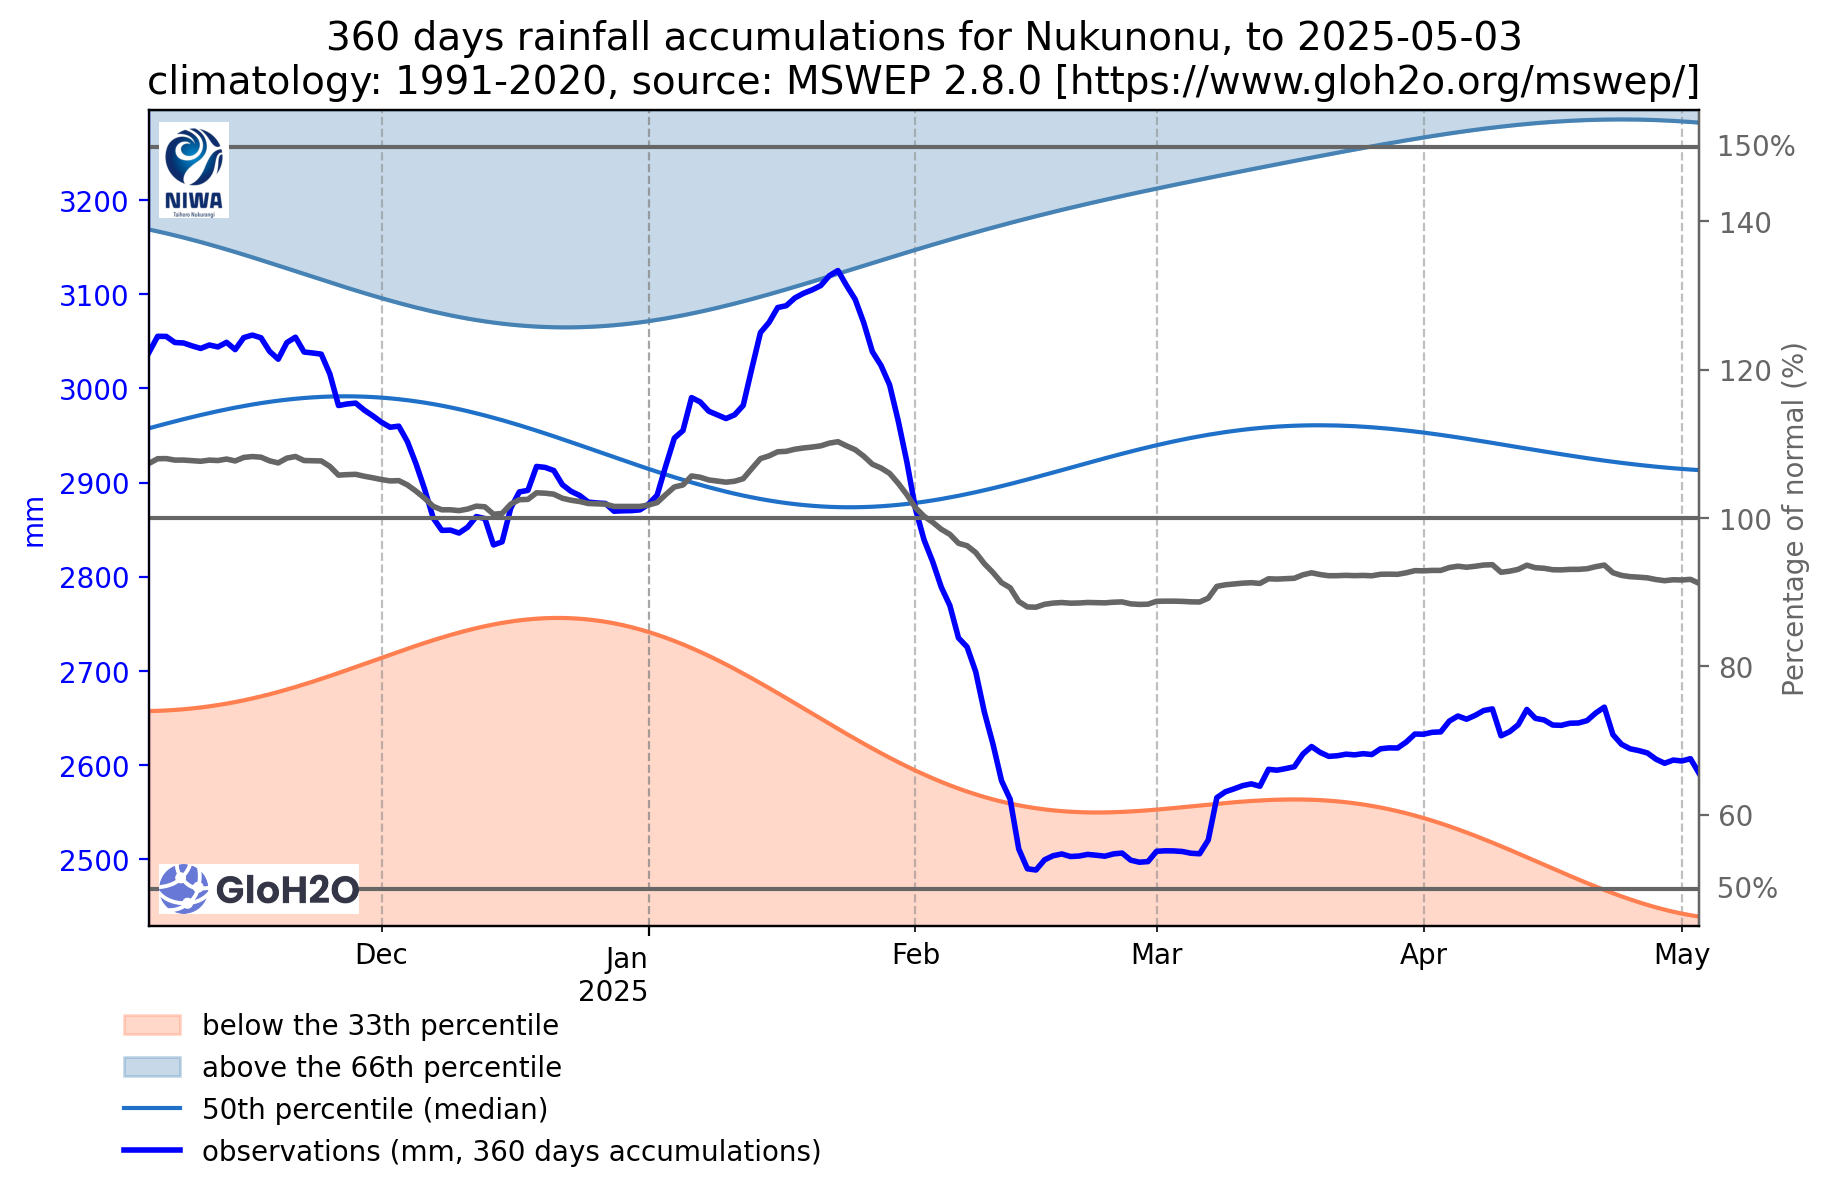 360 days rainfall accumulations for Nukunonu, to 2025-05-03
climatology: 1991-2020, source: MSWEP 2.8.0 [https://www.gloh2o.org/mswep/]
NIWA
Taihoro Nukurangi
3200
3100
3000
2900
2800
2700
2600
2500
mm
150%
140
120
100
80
60
50%
Percentage of normal (%)
GloH2O
Dec
Jan
2025
Feb
Mar
Apr
May
below the 33th percentile
above the 66th percentile
50th percentile (median)
observations (mm, 360 days accumulations)